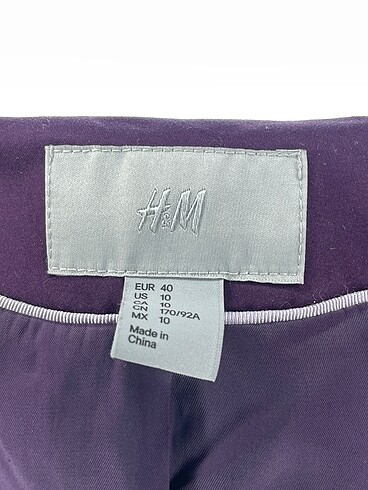 H&M
EUR 40
US 10
CA 10
CN 170/92A
MX 10
Made in
China